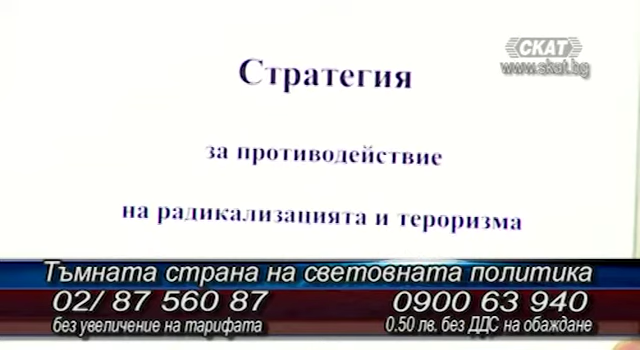 СКАТ
www.skat.bg
Стратегия
за противодействие
на радикализацията и тероризма
Тъмната страна на световната политика
02/ 87 560 87
0900 63 940
без увеличение на тарифата
0.50 лв. без ДДС на обаждане